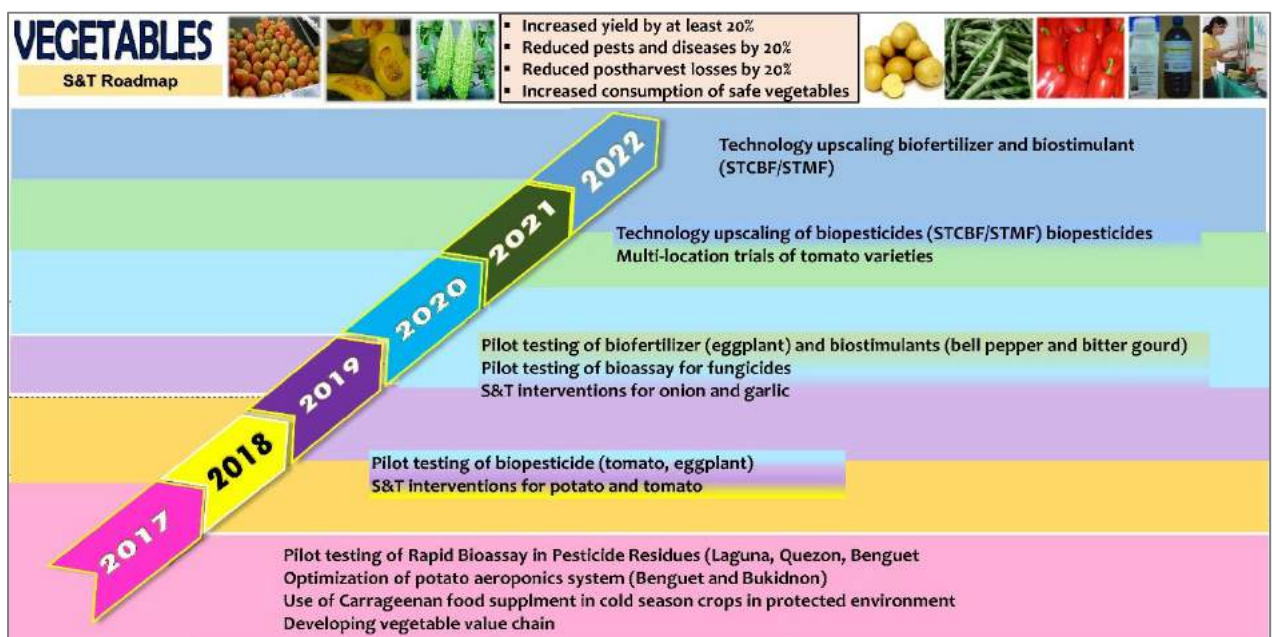 VEGETABLES
S&T Roadmap
▪ Increased yield by at least 20%
▪ Reduced pests and diseases by 20%
▪ Reduced postharvest losses by 20%
▪ Increased consumption of safe vegetables
2022
Technology upscaling biofertilizer and biostimulant
(STCBF/STMF)
2021
Technology upscaling of biopesticides (STCBF/STMF) biopesticides
Multi-location trials of tomato varieties
2020
Pilot testing of biofertilizer (eggplant) and biostimulants (bell pepper and bitter gourd)
Pilot testing of bioassay for fungicides
S&T interventions for onion and garlic
2019
2018
Pilot testing of biopesticide (tomato, eggplant)
S&T interventions for potato and tomato
2017
Pilot testing of Rapid Bioassay in Pesticide Residues (Laguna, Quezon, Benguet
Optimization of potato aeroponics system (Benguet and Bukidnon)
Use of Carrageenan food supplment in cold season crops in protected environment
Developing vegetable value chain